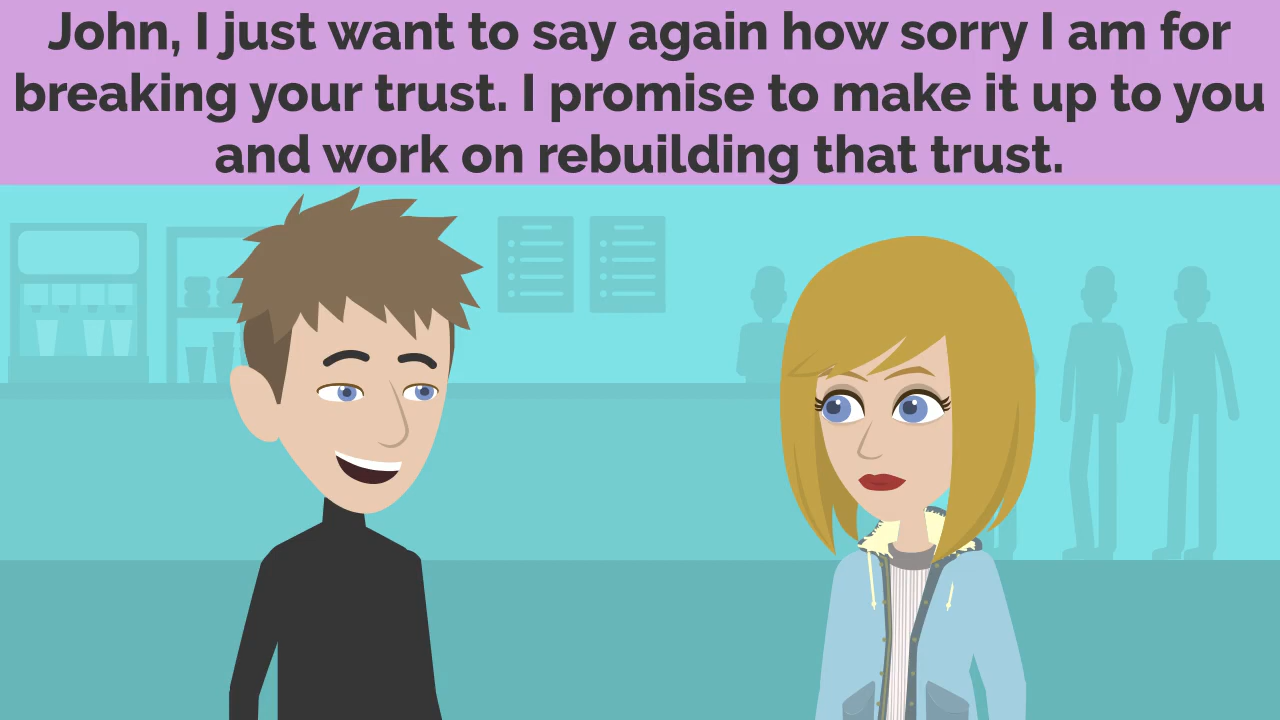 John, I just want to say again how sorry I am for
breaking your trust. I promise to make it up to you
and work on rebuilding that trust.